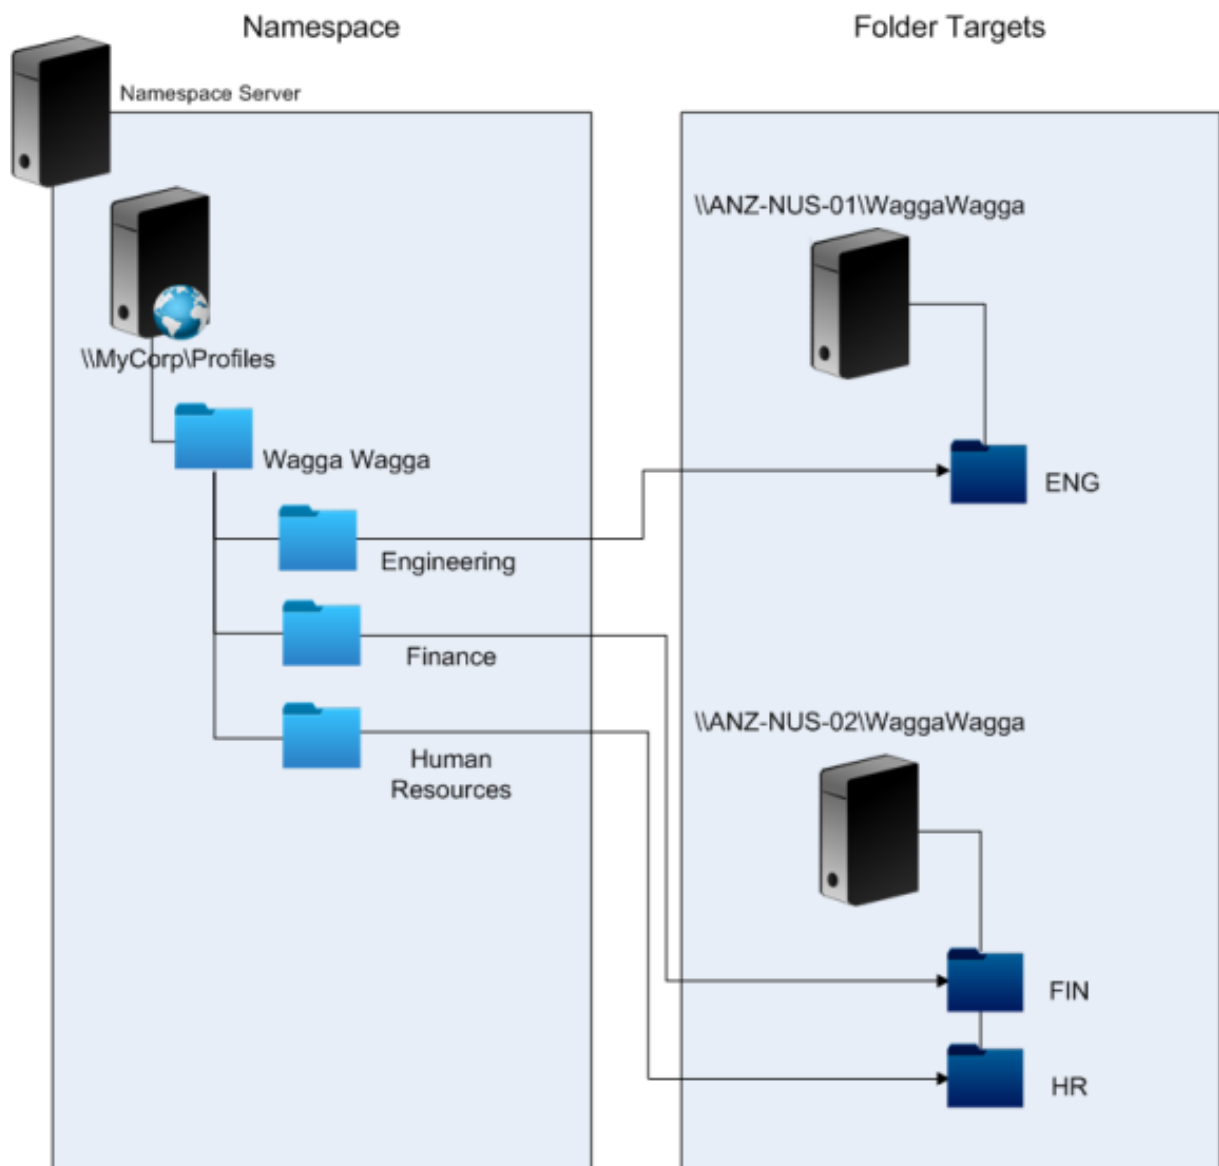 Namespace
Folder Targets
Namespace Server
\\MyCorp\Profiles
Wagga Wagga
Engineering
Finance
Human
Resources
\\ANZ-NUS-01\WaggaWagga
ENG
\\ANZ-NUS-02\WaggaWagga
FIN
HR